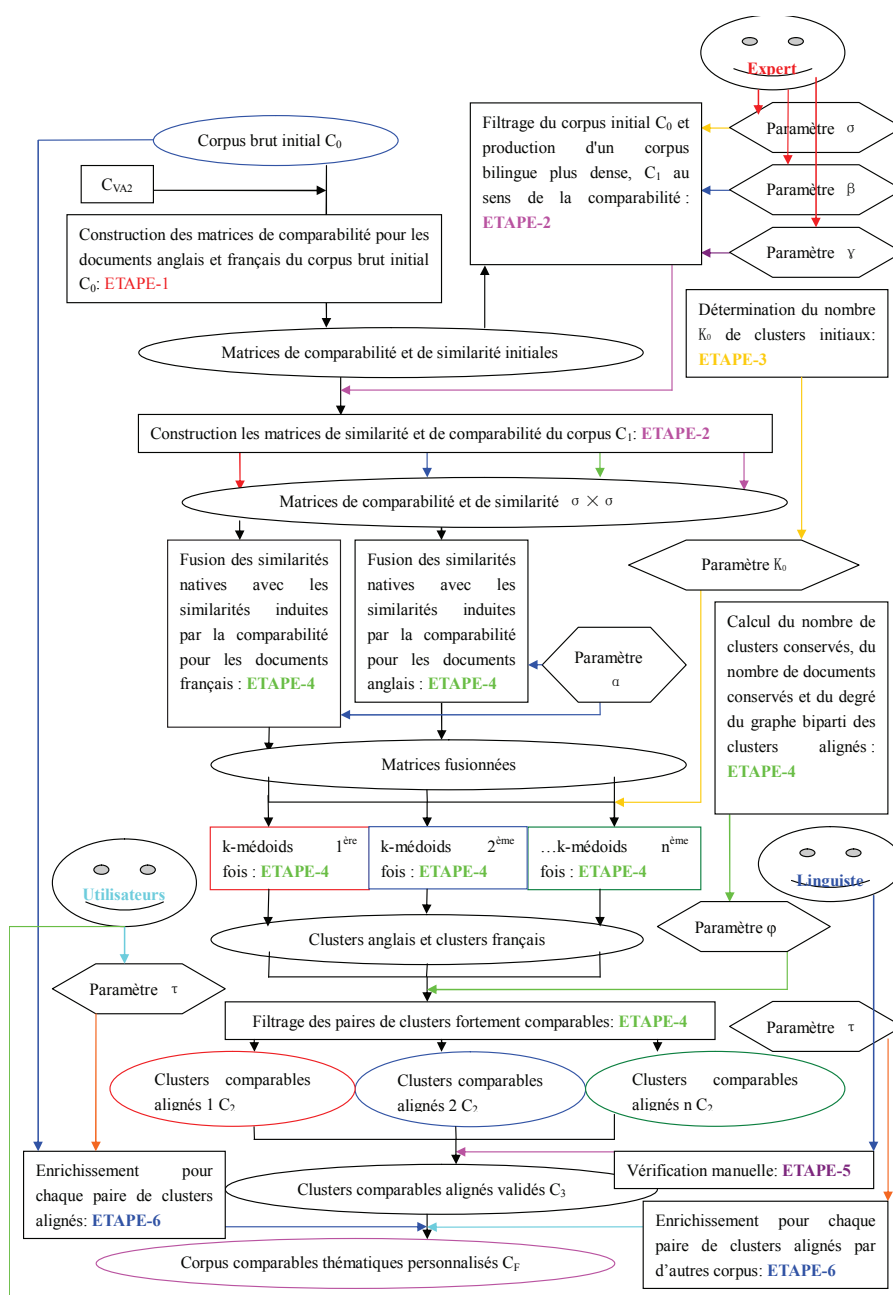 Expert
Corpus brut initial C0
Filtrage du corpus initial C0 et
production d'un corpus
bilingue plus dense, C1 au
sens de la comparabilité :
ETAPE-2
Paramètre σ
Paramètre β
Paramètre γ
CVA2
Construction des matrices de comparabilité pour les
documents anglais et français du corpus brut initial
C0: ETAPE-1
Détermination du nombre
K0 de clusters initiaux:
ETAPE-3
Matrices de comparabilité et de similarité initiales
Construction les matrices de similarité et de comparabilité du corpus C1: ETAPE-2
Matrices de comparabilité et de similarité σ × σ
Fusion des similarités
natives avec les
similarités induites
par la comparabilité
pour les documents
français : ETAPE-4
Fusion des similarités
natives avec les
similarités induites
par la comparabilité
pour les documents
anglais : ETAPE-4
Paramètre
α
Paramètre K0
Calcul du nombre de
clusters conservés, du
nombre de documents
conservés et du degré
du graphe biparti des
clusters alignés :
ETAPE-4
Matrices fusionnées
k-médoids 1ère
fois : ETAPE-4
k-médoids 2ème
fois : ETAPE-4
…k-médoids nème
fois : ETAPE-4
Utilisateurs
Linguiste
Clusters anglais et clusters français
Paramètre φ
Paramètre τ
Filtrage des paires de clusters fortement comparables: ETAPE-4
Paramètre τ
Clusters comparables
alignés 1 C2
Clusters comparables
alignés 2 C2
Clusters comparables
alignés n C2
Enrichissement pour
chaque paire de clusters
alignés: ETAPE-6
Clusters comparables alignés validés C3
Vérification manuelle: ETAPE-5
Enrichissement pour chaque
paire de clusters alignés par
d'autres corpus: ETAPE-6
Corpus comparables thématiques personnalisés CF